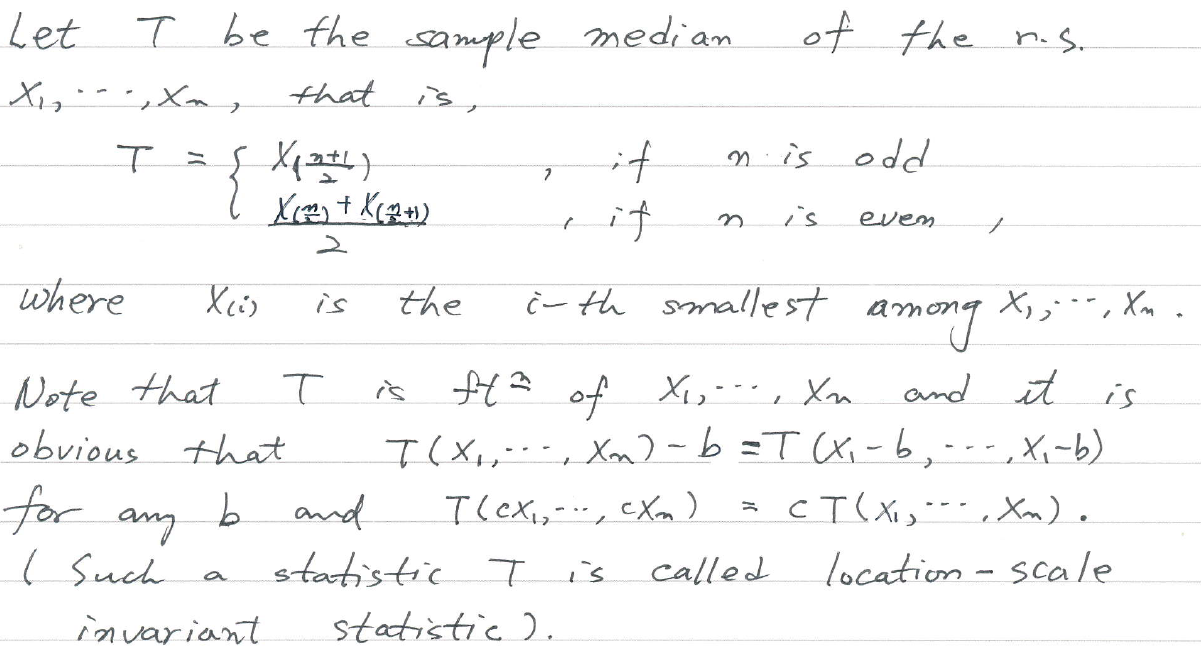 Let T be the sample median of the r.s.
X₁, ···, Xₙ, that is,
T = { X₍ₙ₊₁⁄₂₎ , if n is odd
(X₍ₙ⁄₂₎ + X₍ₙ⁄₂₊₁₎) / 2 , if n is even,
where X₍ᵢ₎ is the i-th smallest among X₁, ···, Xₙ.
Note that T is ftⁿ of X₁, ···, Xₙ and it is
obvious that T(X₁, ···, Xₙ) - b = T(X₁-b, ···, X₁-b)
for any b and T(cX₁, ···, cXₙ) = cT(X₁, ···, Xₙ).
( Such a statistic T is called location - scale
invariant statistic ).